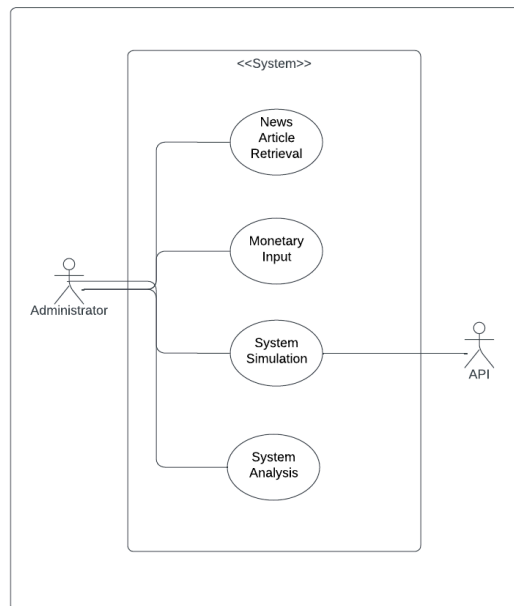 <<System>>
News
Article
Retrieval
Monetary
Input
Administrator
System
Simulation
API
System
Analysis